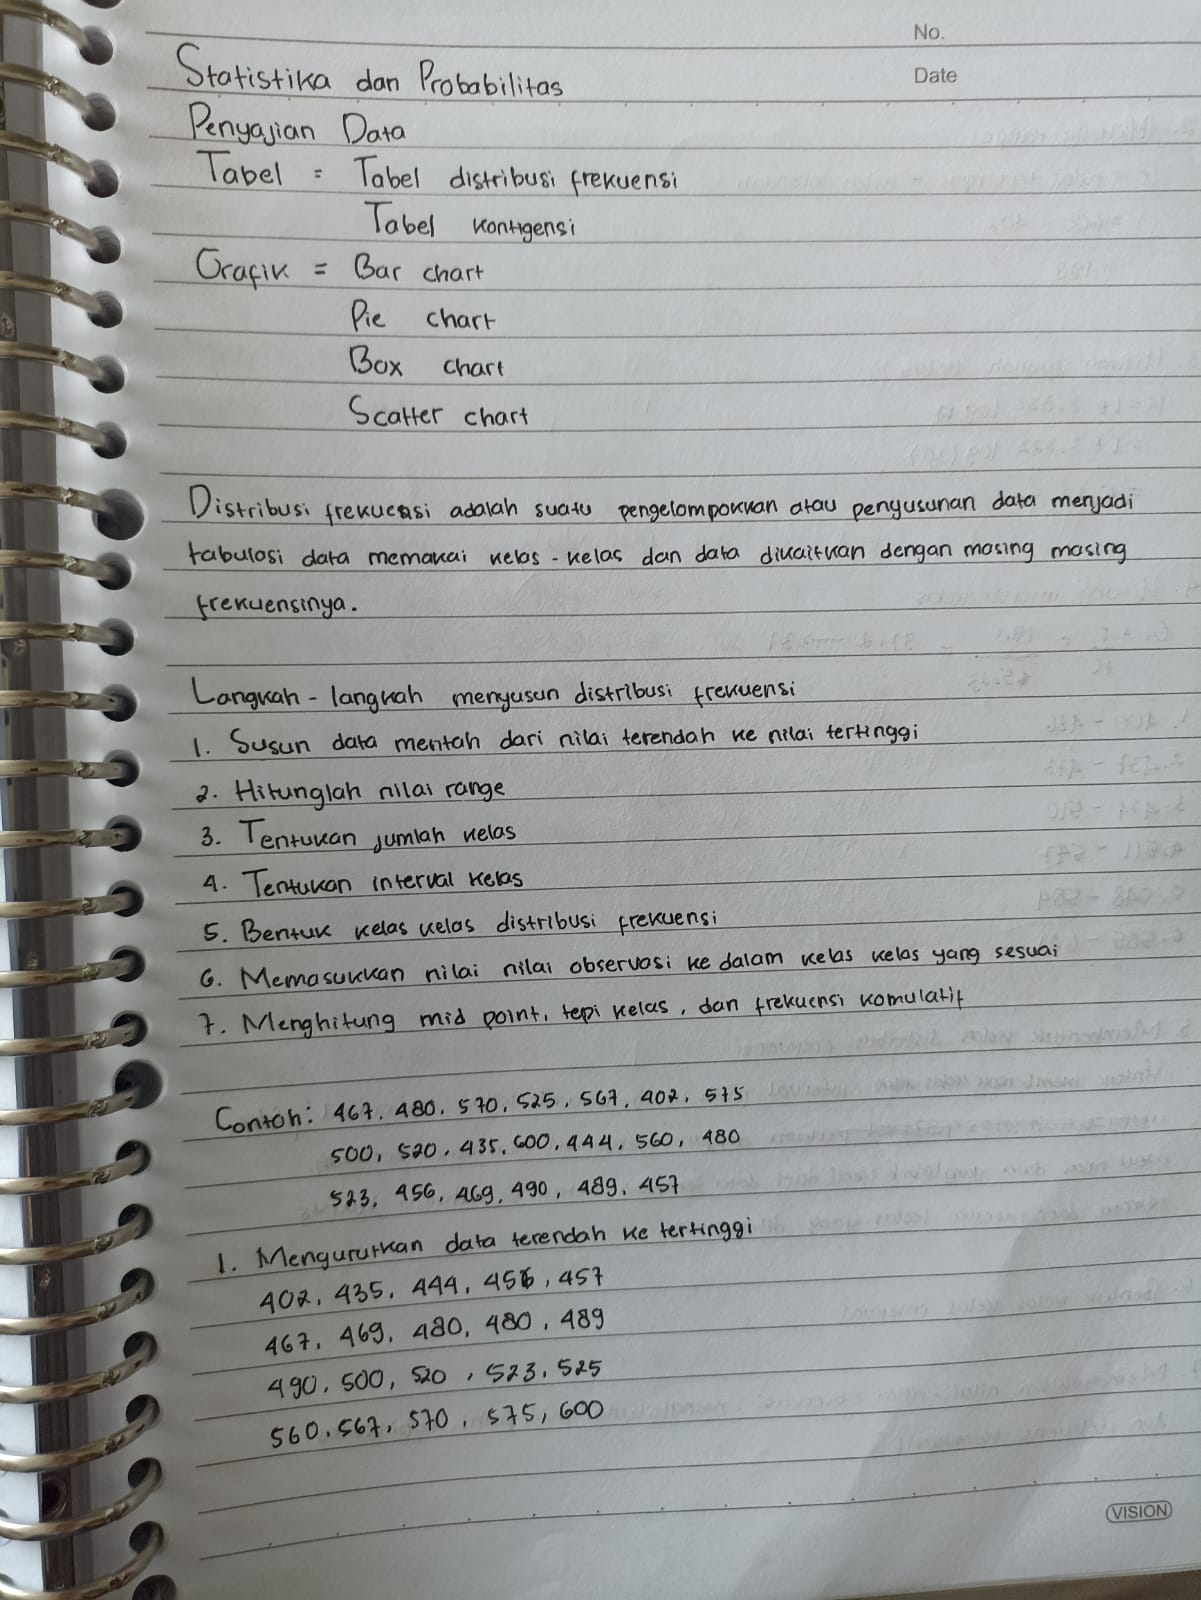 No.
Date
Statistika dan Probabilitas
Penyajian Data
Tabel = Tabel distribusi frekuensi
Tabel kontigensi
Grafik = Bar chart
Pie chart
Box chart
Scatter chart
Distribusi frekuensi adalah suatu pengelompokkan atau penyusunan data menjadi
tabulasi data memakai kelas - kelas dan data dikaitkan dengan masing masing
frekuensinya.
Langkah - langkah menyusun distribusi frekuensi
1. Susun data mentah dari nilai terendah ke nilai tertinggi
2. Hitunglah nilai range
3. Tentukan jumlah kelas
4. Tentukan interval kelas
5. Bentuk kelas kelas distribusi frekuensi
6. Memasukkan nilai nilai observasi ke dalam kelas kelas yang sesuai
7. Menghitung mid point, tepi kelas, dan frekuensi komulatif
Contoh: 467, 480, 570, 525, 567, 402, 575
500, 520, 435, 600, 444, 560, 480
523, 456, 469, 490, 489, 457
1. Mengurutkan data terendah ke tertinggi
402, 435, 444, 456, 457
467, 469, 480, 480, 489
490, 500, 520, 523, 525
560, 567, 570, 575, 600
VISION